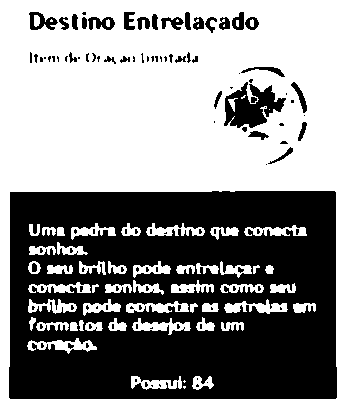 Destino Entrelaçado
Item de Oração Limitada
Uma pedra do destino que conecta
sonhos.
O seu brilho pode entrelaçar e
conectar sonhos, assim como seu
brilho pode conectar as estrelas em
formatos de desejos de um
coração.
Possui: 84